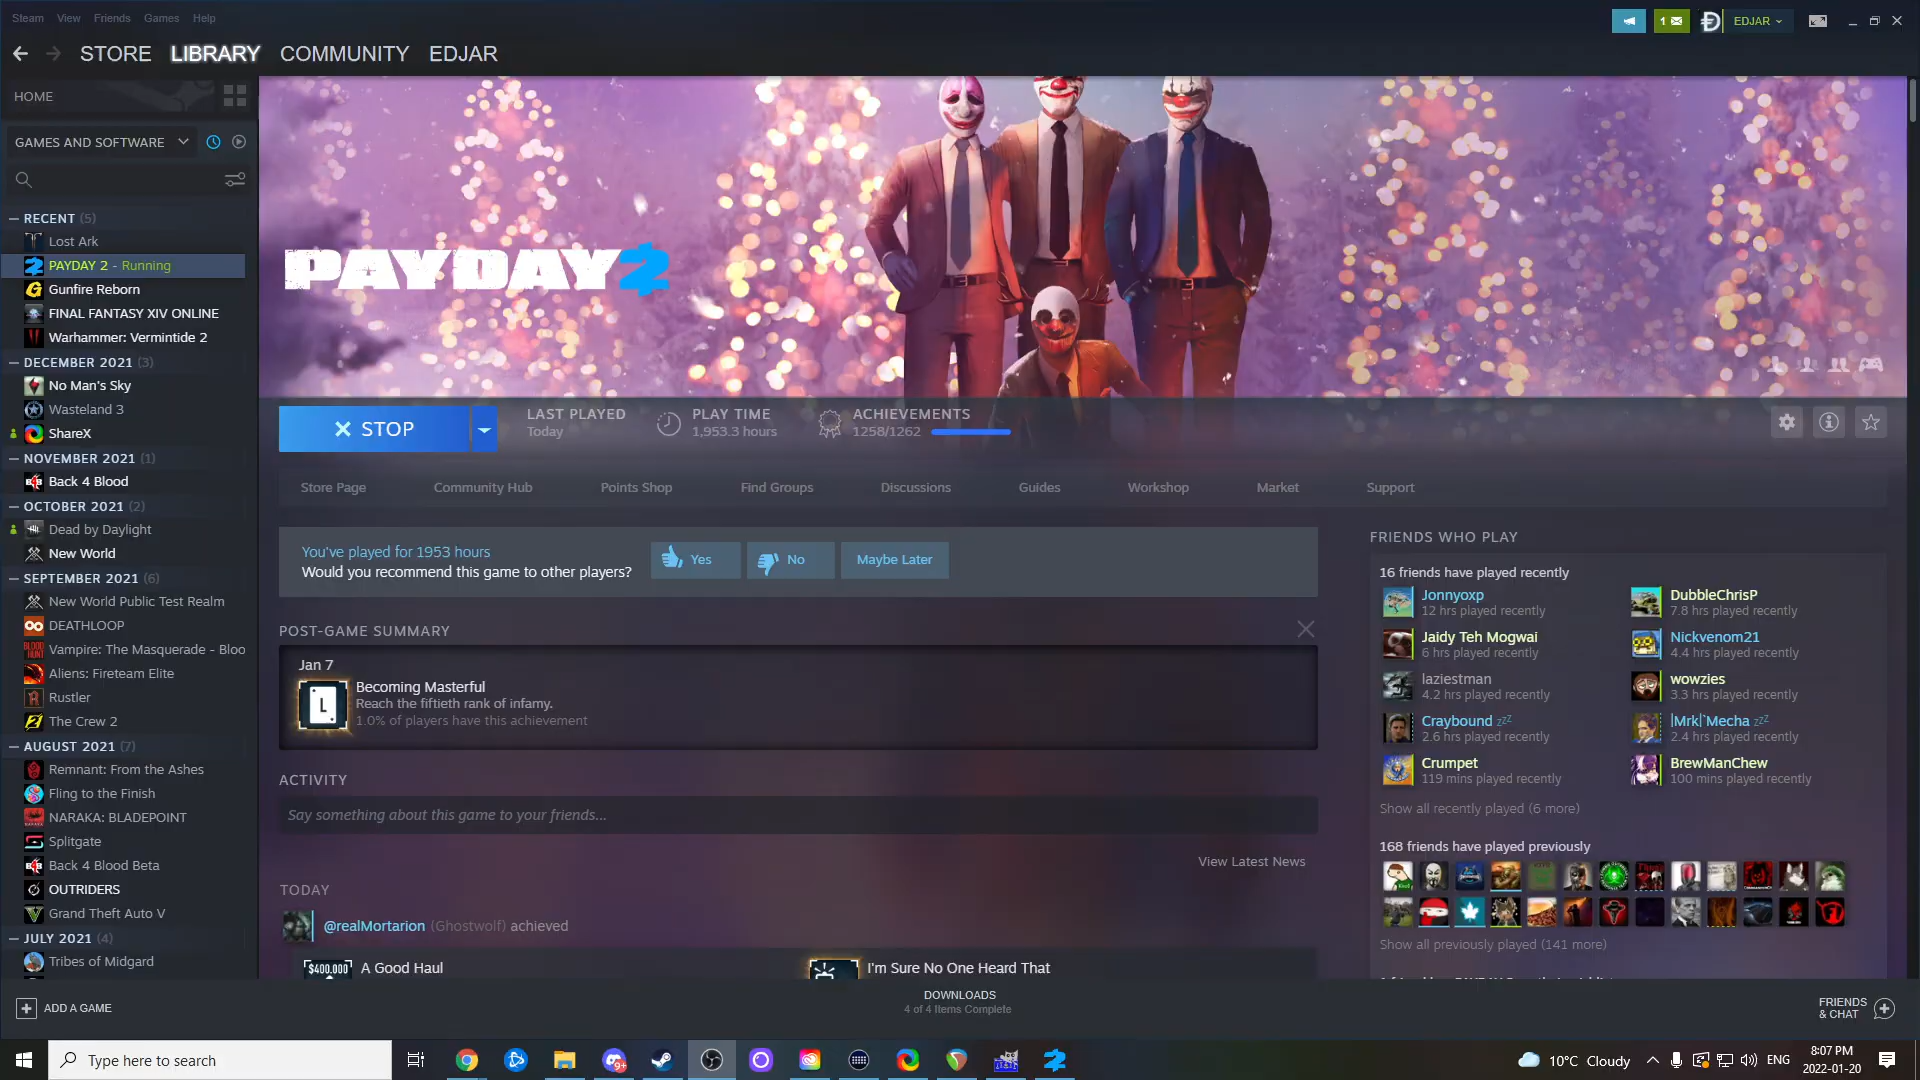 Steam View Friends Games Help
1 EDJAR
STORE LIBRARY COMMUNITY EDJAR
HOME
GAMES AND SOFTWARE
RECENT (5)
Lost Ark
PAYDAY 2 - Running
Gunfire Reborn
FINAL FANTASY XIV ONLINE
Warhammer: Vermintide 2
DECEMBER 2021 (3)
No Man's Sky
Wasteland 3
ShareX
NOVEMBER 2021 (1)
Back 4 Blood
OCTOBER 2021 (2)
Dead by Daylight
New World
SEPTEMBER 2021 (6)
New World Public Test Realm
DEATHLOOP
Vampire: The Masquerade - Bloo
Aliens: Fireteam Elite
Rustler
The Crew 2
AUGUST 2021 (7)
Remnant: From the Ashes
Fling to the Finish
NARAKA: BLADEPOINT
Splitgate
Back 4 Blood Beta
OUTRIDERS
Grand Theft Auto V
JULY 2021 (4)
Tribes of Midgard
ADD A GAME
PAYDAY 2
STOP
LAST PLAYED
Today
PLAY TIME
1,953.3 hours
ACHIEVEMENTS
1258/1262
Store Page Community Hub Points Shop Find Groups Discussions Guides Workshop Market Support
You've played for 1953 hours
Would you recommend this game to other players?
Yes No Maybe Later
POST-GAME SUMMARY
Jan 7
L
Becoming Masterful
Reach the fiftieth rank of infamy.
1.0% of players have this achievement
ACTIVITY
Say something about this game to your friends...
View Latest News
TODAY
@realMortarion (Ghostwolf) achieved
$400.000 A Good Haul
I'm Sure No One Heard That
FRIENDS WHO PLAY
16 friends have played recently
Jonnyoxp
12 hrs played recently
DubbleChrisP
7.8 hrs played recently
Jaidy Teh Mogwai
6 hrs played recently
Nickvenom21
4.4 hrs played recently
laziestman
4.2 hrs played recently
wowzies
3.3 hrs played recently
Craybound zzZ
2.6 hrs played recently
|Mrk|`Mecha zzZ
2.4 hrs played recently
Crumpet
119 mins played recently
BrewManChew
100 mins played recently
Show all recently played (6 more)
168 friends have played previously
Show all previously played (141 more)
DOWNLOADS
4 of 4 Items Complete
FRIENDS
& CHAT
Type here to search
9+
10°C Cloudy
ENG
8:07 PM
2022-01-20